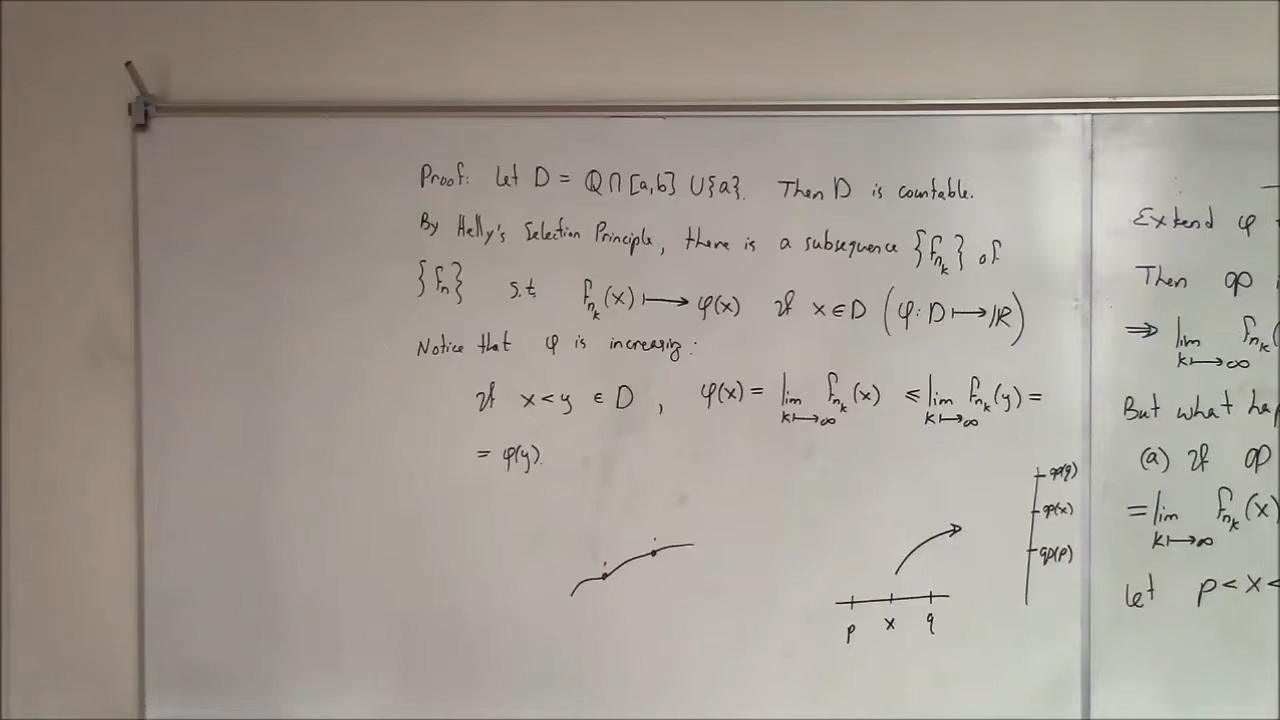 Proof: Let D = ℚ∩[a,b] ∪{a}. Then D is countable.
By Helly's Selection Principle, there is a subsequence {f_{n_k}} of
{f_n} s.t. f_{n_k}(x) ⟼ φ(x) if x∈D (φ: D⟼ℝ)
Notice that φ is increasing:
if x<y ∈ D, φ(x) = lim_{k⟼∞} f_{n_k}(x) ≤ lim_{k⟼∞} f_{n_k}(y) =
= φ(y).
φ(q)
φ(x)
φ(p)
p x q
Extend φ
Then φ
⇒ lim_{k⟼∞} f_{n_k}(
But what
(a) if φ
= lim_{k⟼∞} f_{n_k}(x)
Let p < x <